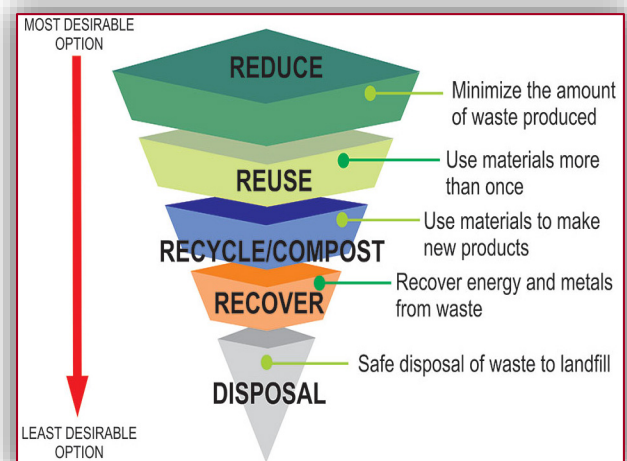 MOST DESIRABLE
OPTION
REDUCE
Minimize the amount
of waste produced
REUSE
Use materials more
than once
RECYCLE/COMPOST
Use materials to make
new products
RECOVER
Recover energy and metals
from waste
DISPOSAL
Safe disposal of waste to landfill
LEAST DESIRABLE
OPTION